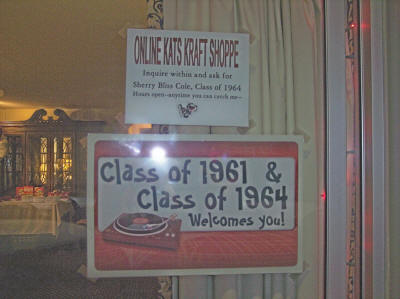 ONLINE KATS KRAFT SHOPPE
Inquire within and ask for
Sherry Bliss Cole, Class of 1964
Hours open--anytime you can catch me--
Class of 1961 &
Class of 1964
Welcomes you!